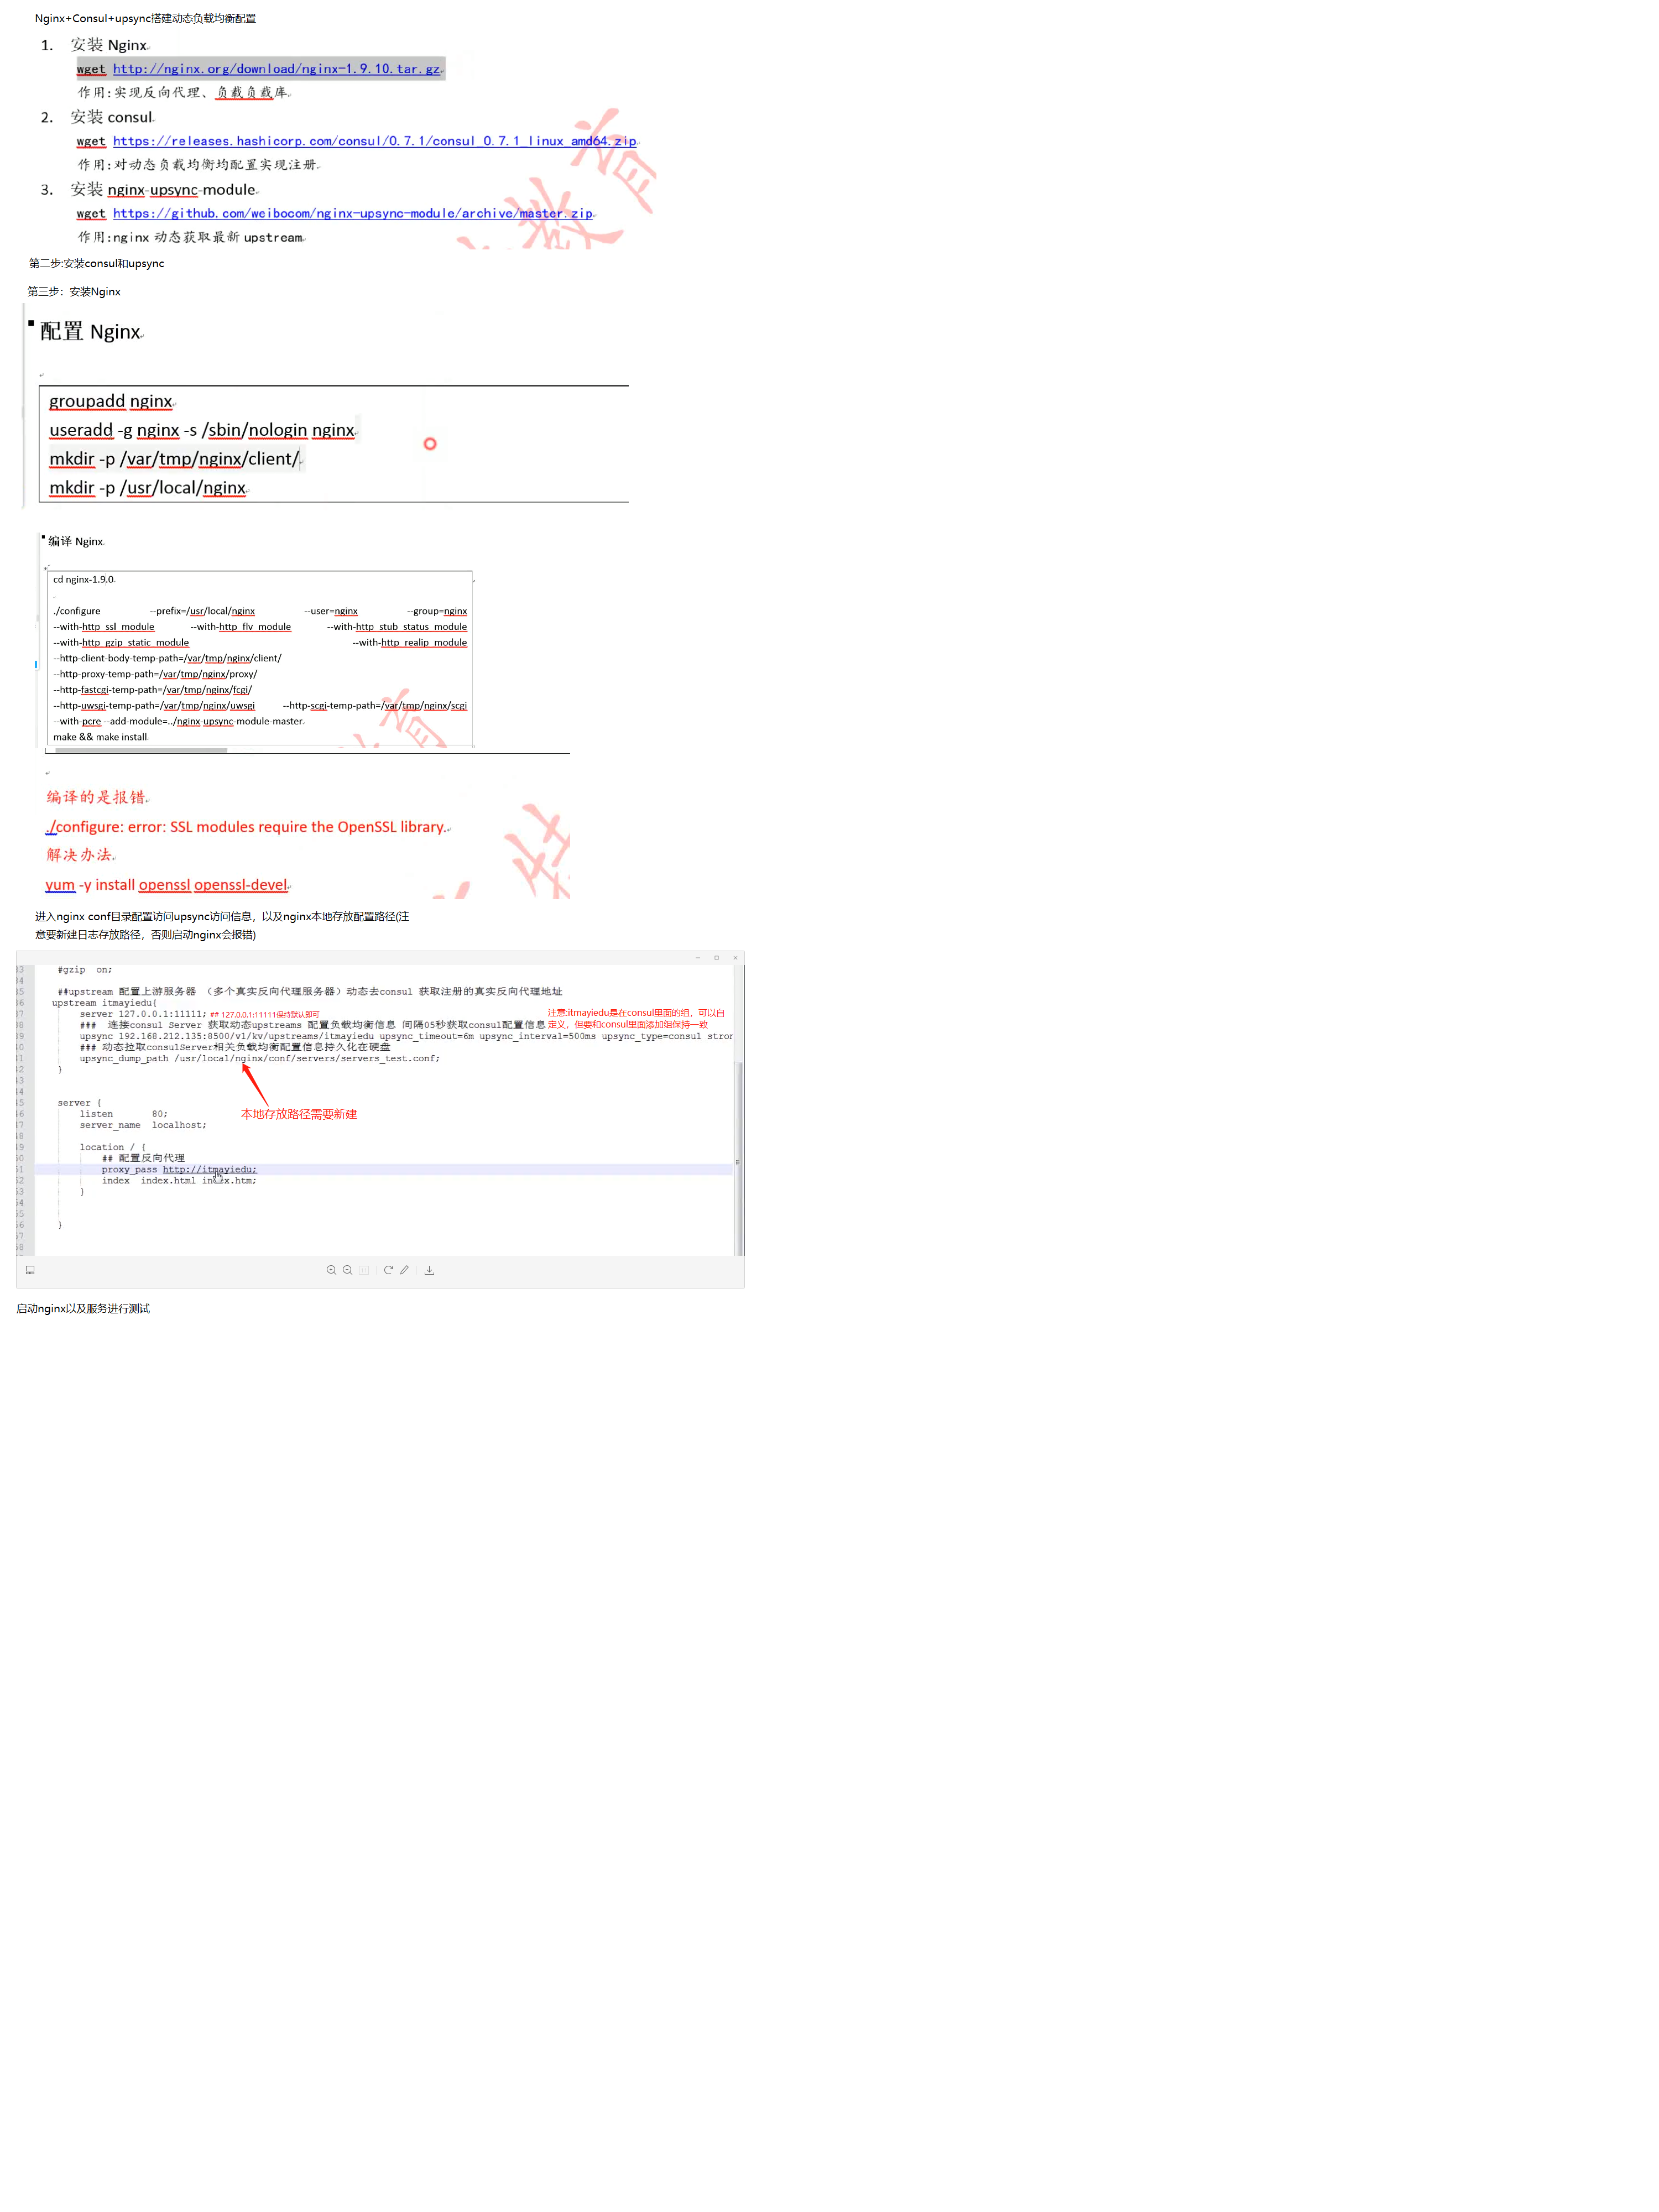 Nginx+Consul+upsync搭建动态负载均衡配置
1. 安装 Nginx
wget http://nginx.org/download/nginx-1.9.10.tar.gz
作用:实现反向代理、负载负载库
2. 安装 consul
wget https://releases.hashicorp.com/consul/0.7.1/consul_0.7.1_linux_amd64.zip
作用:对动态负载均衡均配置实现注册
3. 安装 nginx-upsync-module
wget https://github.com/weibocom/nginx-upsync-module/archive/master.zip
作用:nginx 动态获取最新 upstream
第二步:安装consul和upsync
第三步：安装Nginx
配置 Nginx
groupadd nginx
useradd -g nginx -s /sbin/nologin nginx
mkdir -p /var/tmp/nginx/client/
mkdir -p /usr/local/nginx
编译 Nginx
cd nginx-1.9.0
./configure --prefix=/usr/local/nginx --user=nginx --group=nginx
--with-http_ssl_module --with-http_flv_module --with-http_stub_status_module
--with-http_gzip_static_module --with-http_realip_module
--http-client-body-temp-path=/var/tmp/nginx/client/
--http-proxy-temp-path=/var/tmp/nginx/proxy/
--http-fastcgi-temp-path=/var/tmp/nginx/fcgi/
--http-uwsgi-temp-path=/var/tmp/nginx/uwsgi --http-scgi-temp-path=/var/tmp/nginx/scgi
--with-pcre --add-module=../nginx-upsync-module-master
make && make install
编译的是报错
./configure: error: SSL modules require the OpenSSL library.
解决办法
yum -y install openssl openssl-devel
进入nginx conf目录配置访问upsync访问信息，以及nginx本地存放配置路径(注
意要新建日志存放路径，否则启动nginx会报错)
33 #gzip on;
34
35 ##upstream 配置上游服务器 （多个真实反向代理服务器）动态去consul 获取注册的真实反向代理地址
36 upstream itmayiedu{
37 server 127.0.0.1:11111; ## 127.0.0.1:11111保持默认即可 注意:itmayiedu是在consul里面的组，可以自
38 ### 连接consul Server 获取动态upstreams 配置负载均衡信息 间隔05秒获取consul配置信息 定义，但要和consul里面添加组保持一致
39 upsync 192.168.212.135:8500/v1/kv/upstreams/itmayiedu upsync_timeout=6m upsync_interval=500ms upsync_type=consul stron
40 ### 动态拉取consulServer相关负载均衡配置信息持久化在硬盘
41 upsync_dump_path /usr/local/nginx/conf/servers/servers_test.conf;
42 }
43
44
45 server {
46 listen 80; 本地存放路径需要新建
47 server_name localhost;
48
49 location / {
50 ## 配置反向代理
51 proxy_pass http://itmayiedu;
52 index index.html index.htm;
53 }
54
55
56 }
57
58
启动nginx以及服务进行测试